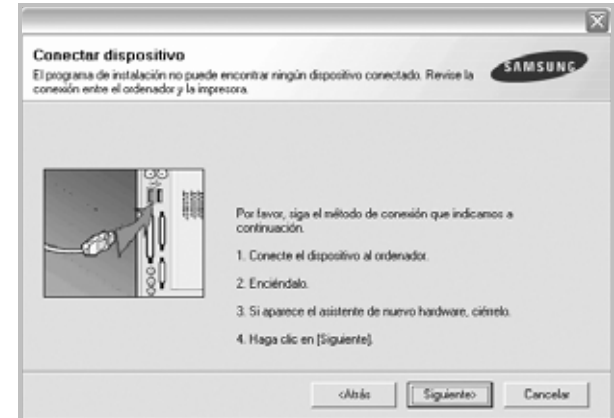 Conectar dispositivo
El programa de instalación no puede encontrar ningún dispositivo conectado. Revise la
conexión entre el ordenador y la impresora.
SAMSUNG
Por favor, siga el método de conexión que indicamos a
continuación.
1. Conecte el dispositivo al ordenador.
2. Enciéndalo.
3. Si aparece el asistente de nuevo hardware, ciérrelo.
4. Haga clic en [Siguiente].
<Atrás
Siguiente>
Cancelar